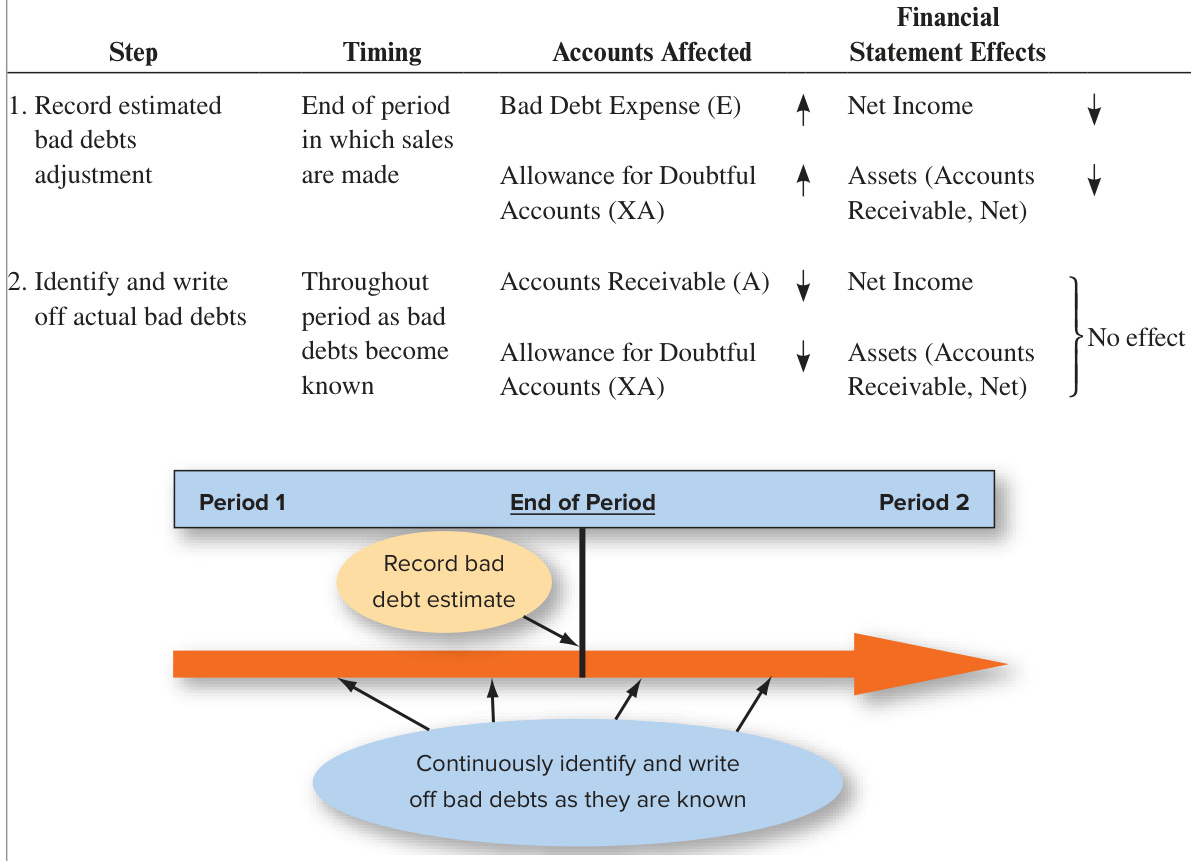 Financial
Step Timing Accounts Affected Statement Effects
1. Record estimated End of period Bad Debt Expense (E) Net Income
bad debts in which sales
adjustment are made Allowance for Doubtful Assets (Accounts
Accounts (XA) Receivable, Net)
2. Identify and write Throughout Accounts Receivable (A) Net Income
off actual bad debts period as bad
No effect
debts become Allowance for Doubtful Assets (Accounts
known Accounts (XA) Receivable, Net)
Period 1 End of Period Period 2
Record bad
debt estimate
Continuously identify and write
off bad debts as they are known